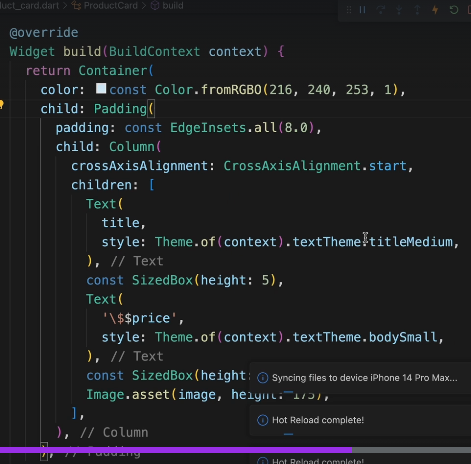 uct_card.dart > ProductCard > build
@override
Widget build(BuildContext context) {
return Container(
color: const Color.fromRGBO(216, 240, 253, 1),
child: Padding(
padding: const EdgeInsets.all(8.0),
child: Column(
crossAxisAlignment: CrossAxisAlignment.start,
children: [
Text(
title,
style: Theme.of(context).textTheme.titleMedium,
), // Text
const SizedBox(height: 5),
Text(
'\$$price',
style: Theme.of(context).textTheme.bodySmall,
), // Text
const SizedBox(height:
Image.asset(image, height: 175),
],
), // Column
), // Padding
Syncing files to device iPhone 14 Pro Max...
Hot Reload complete!
Hot Reload complete!